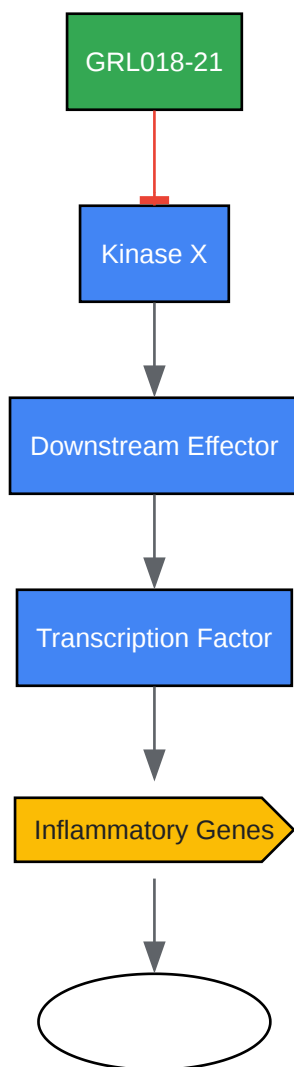 GRL018-21
Kinase X
Downstream Effector
Transcription Factor
Inflammatory Genes